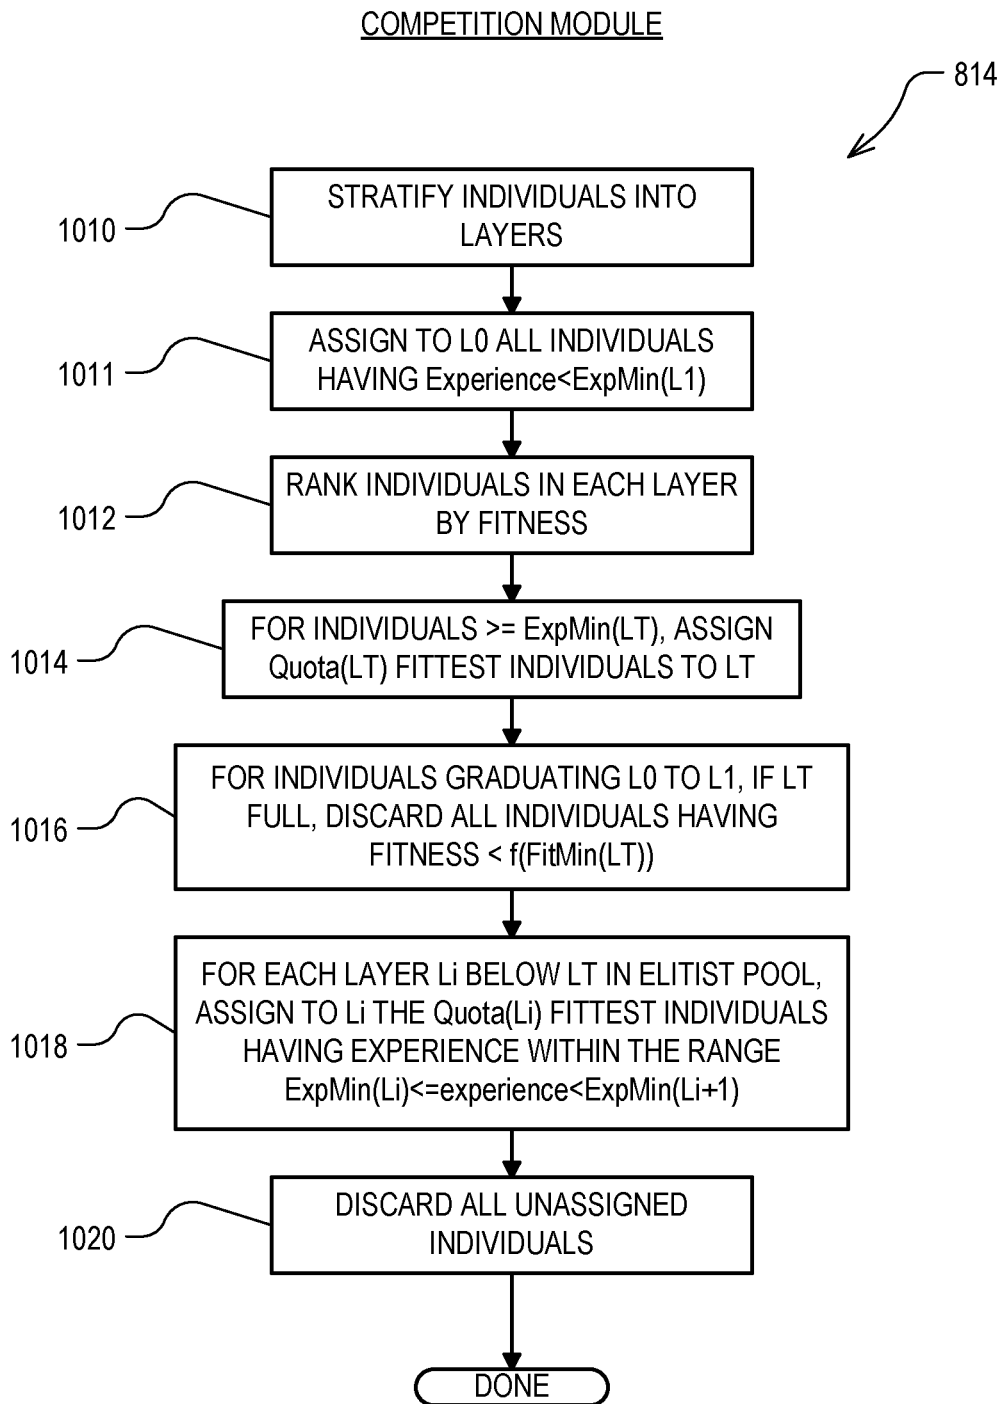 COMPETITION MODULE
814
1010
STRATIFY INDIVIDUALS INTO
LAYERS
1011
ASSIGN TO L0 ALL INDIVIDUALS
HAVING Experience<ExpMin(L1)
1012
RANK INDIVIDUALS IN EACH LAYER
BY FITNESS
1014
FOR INDIVIDUALS >= ExpMin(LT), ASSIGN
Quota(LT) FITTEST INDIVIDUALS TO LT
1016
FOR INDIVIDUALS GRADUATING L0 TO L1, IF LT
FULL, DISCARD ALL INDIVIDUALS HAVING
FITNESS < f(FitMin(LT))
1018
FOR EACH LAYER Li BELOW LT IN ELITIST POOL,
ASSIGN TO Li THE Quota(Li) FITTEST INDIVIDUALS
HAVING EXPERIENCE WITHIN THE RANGE
ExpMin(Li)<=experience<ExpMin(Li+1)
1020
DISCARD ALL UNASSIGNED
INDIVIDUALS
DONE